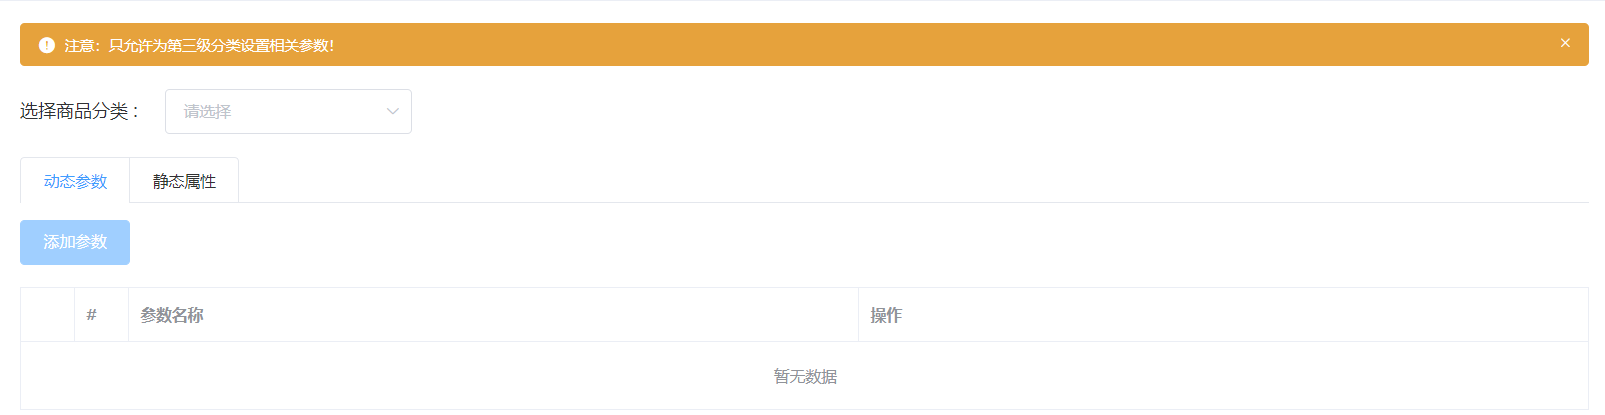 注意：只允许为第三级分类设置相关参数！
选择商品分类： 请选择
动态参数 静态属性
添加参数
# 参数名称 操作
暂无数据